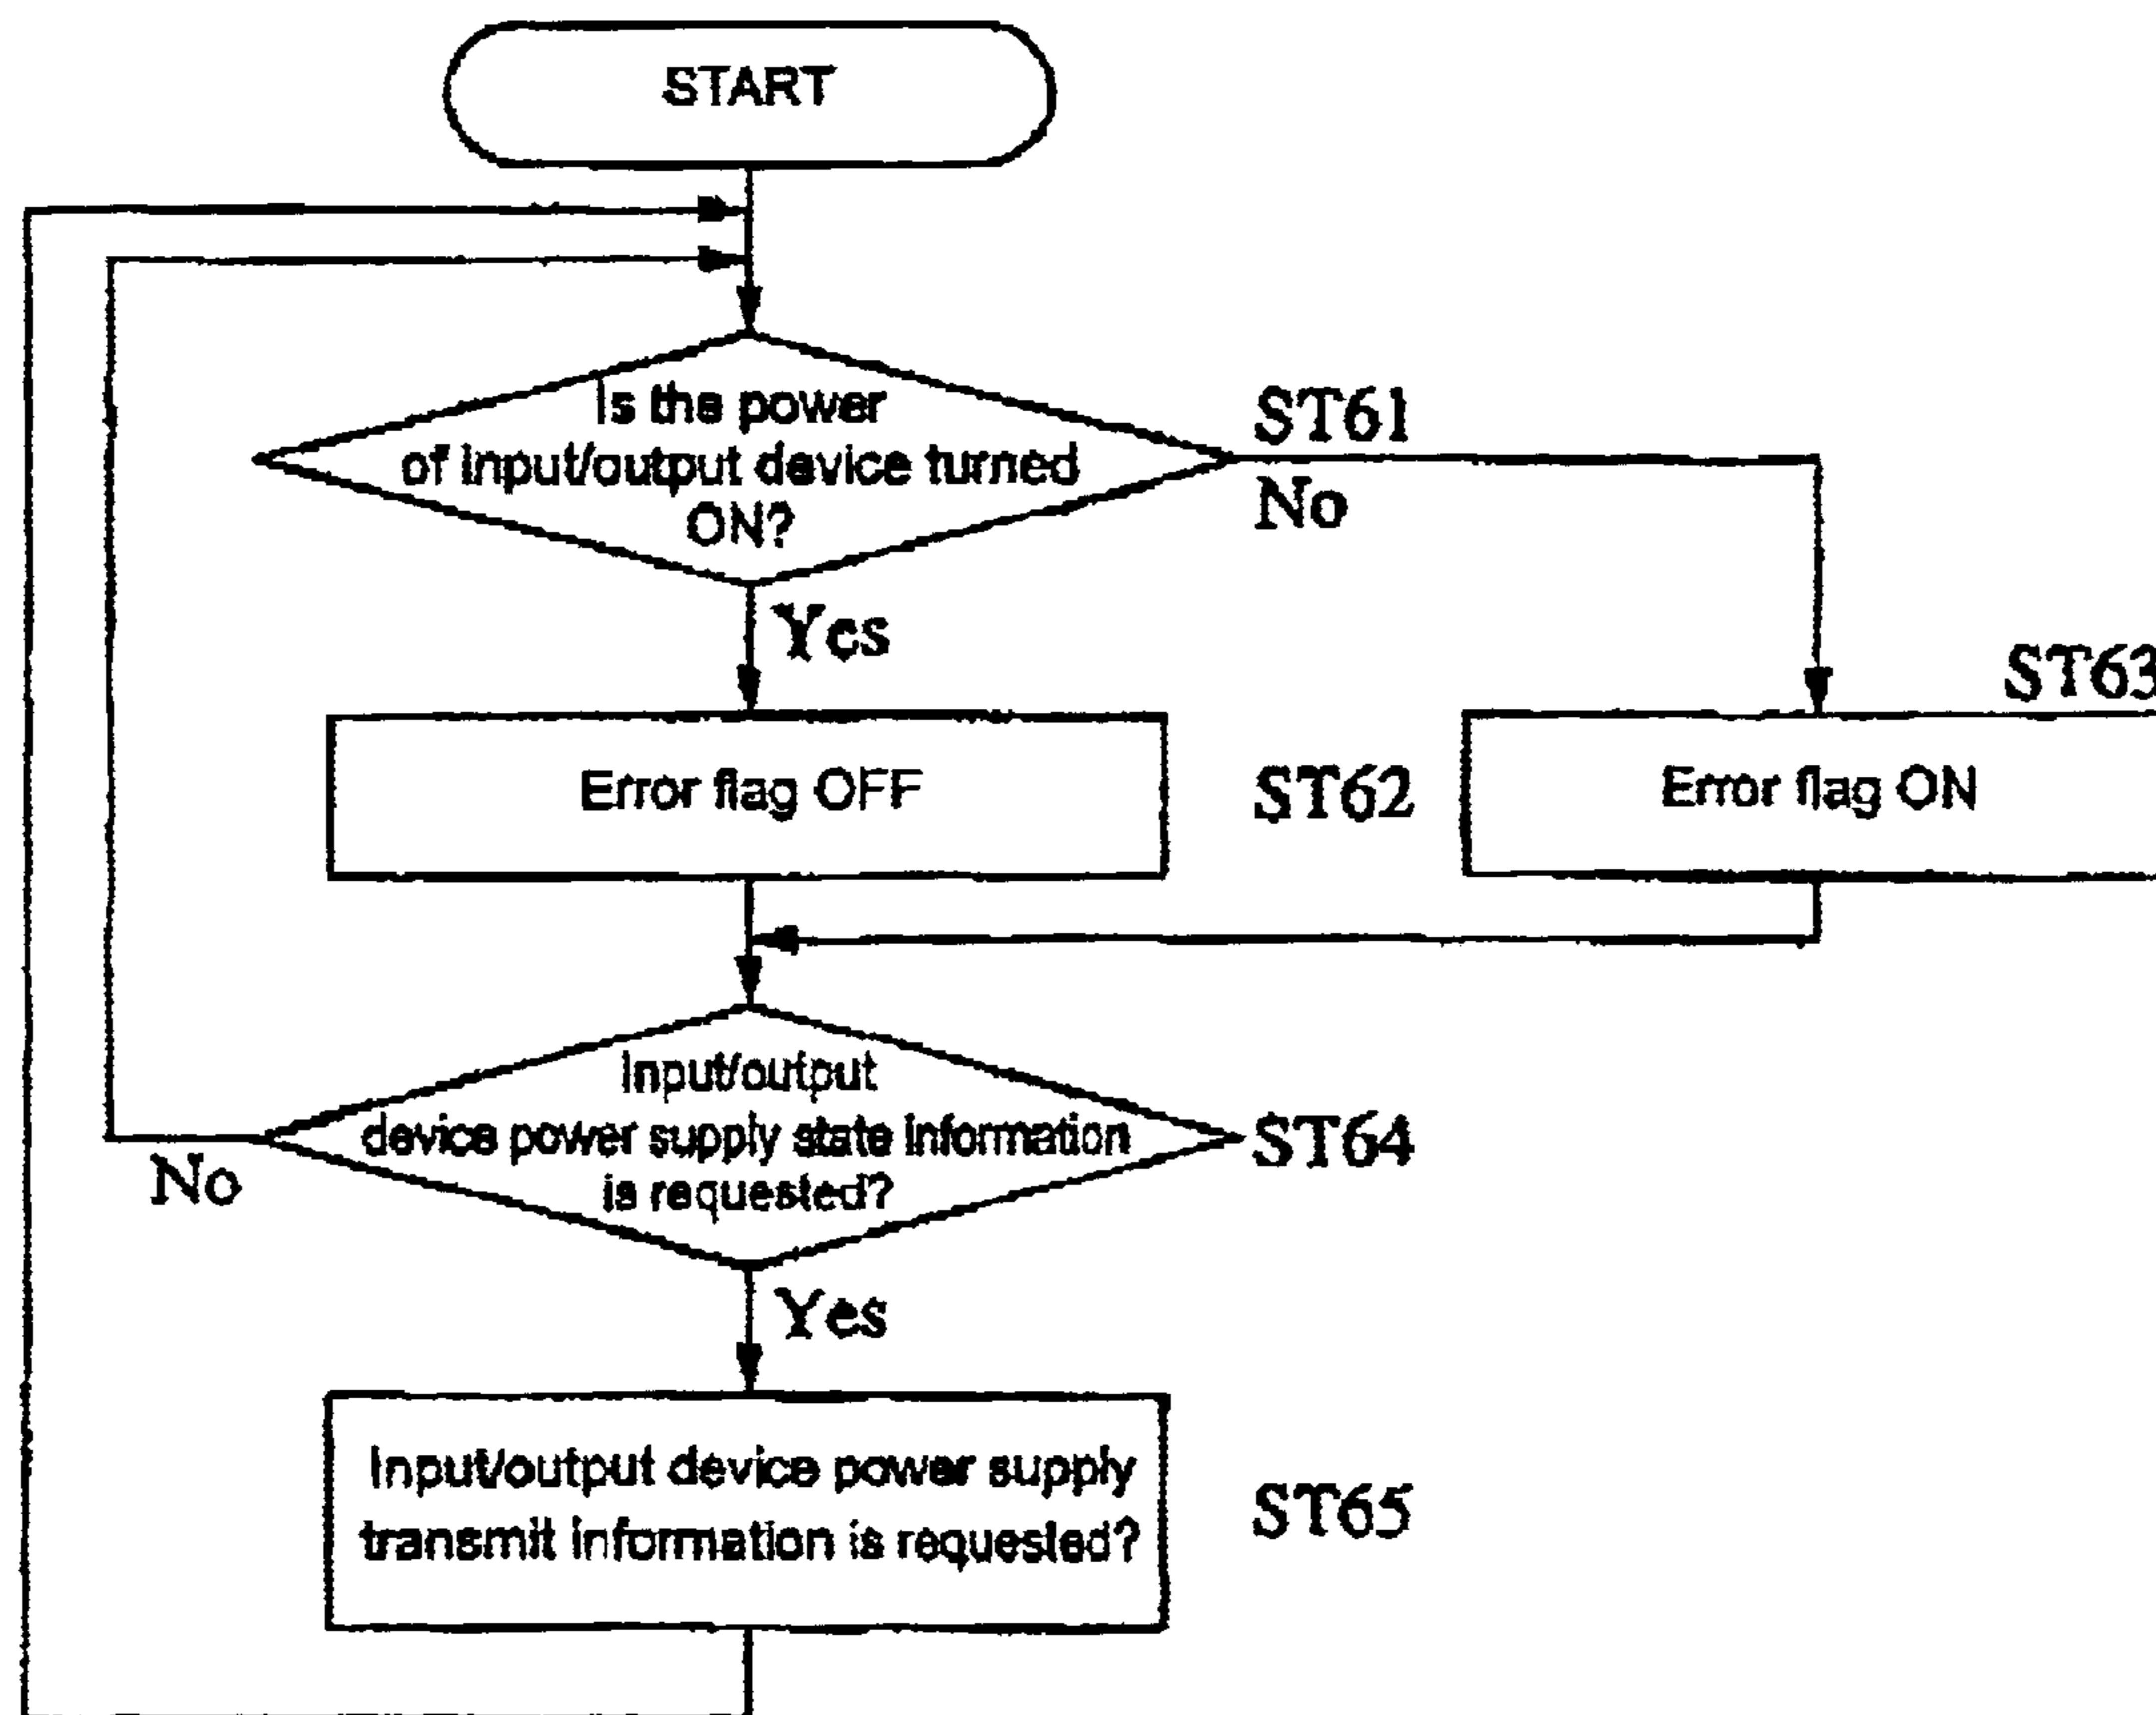 START
Is the power
of input/output device turned
ON?
ST61
No
Yes
ST63
Error flag OFF
ST62
Error flag ON
Input/output
device power supply state information
is requested?
ST64
No
Yes
Input/output device power supply
transmit information is requested?
ST65